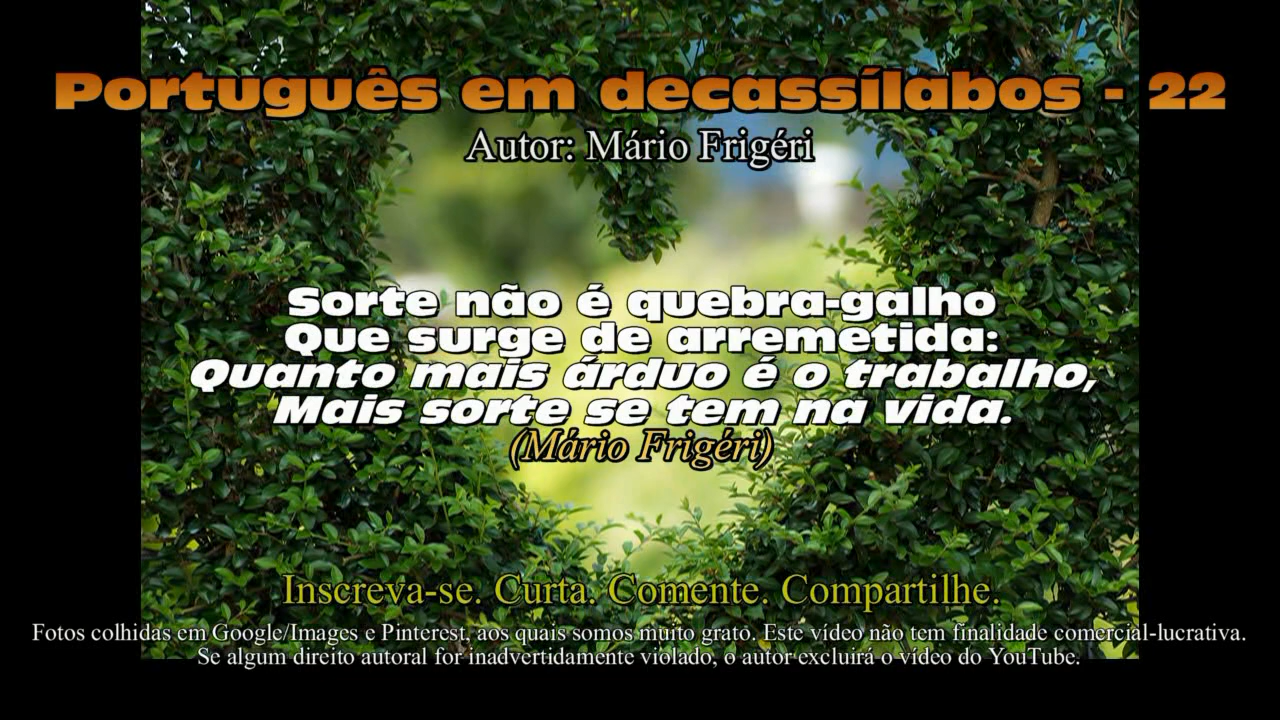 Português em decassílabos - 22
Autor: Mário Frigéri
Sorte não é quebra-galho
Que surge de arremetida:
Quanto mais árduo é o trabalho,
Mais sorte se tem na vida.
(Mário Frigéri)
Inscreva-se. Curta. Comente. Compartilhe.
Fotos colhidas em Google/Images e Pinterest, aos quais somos muito grato. Este vídeo não tem finalidade comercial-lucrativa.
Se algum direito autoral for inadvertidamente violado, o autor excluirá o vídeo do YouTube.